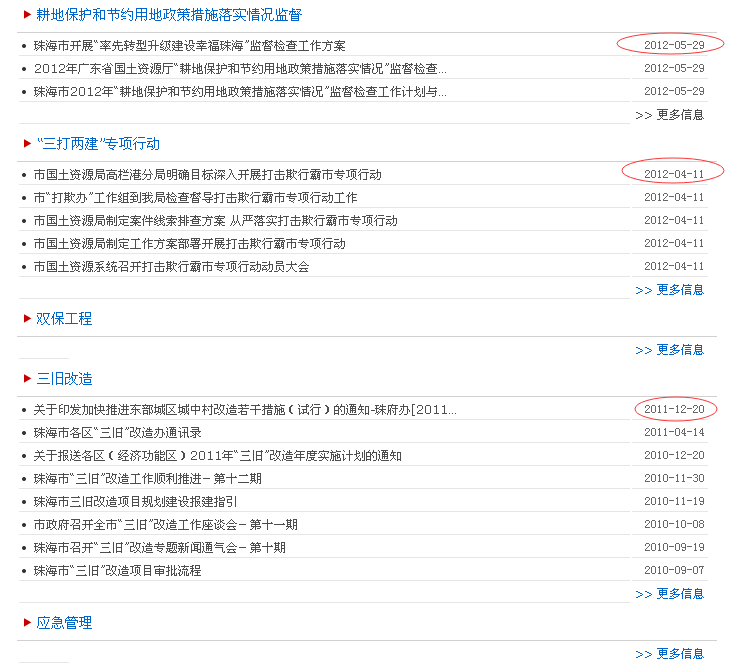 耕地保护和节约用地政策措施落实情况监督
珠海市开展“率先转型升级建设幸福珠海”监督检查工作方案 2012-05-29
2012年广东省国土资源厅“耕地保护和节约用地政策措施落实情况”监督检查... 2012-05-29
珠海市2012年“耕地保护和节约用地政策措施落实情况”监督检查工作计划与... 2012-05-29
>> 更多信息
“三打两建”专项行动
市国土资源局高栏港分局明确目标深入开展打击欺行霸市专项行动 2012-04-11
市“打欺办”工作组到我局检查督导打击欺行霸市专项行动工作 2012-04-11
市国土资源局制定案件线索排查方案 从严落实打击欺行霸市专项行动 2012-04-11
市国土资源局制定工作方案部署开展打击欺行霸市专项行动 2012-04-11
市国土资源系统召开打击欺行霸市专项行动动员大会 2012-04-11
>> 更多信息
双保工程
>> 更多信息
三旧改造
关于印发加快推进东部城区城中村改造若干措施（试行）的通知-珠府办[2011... 2011-12-20
珠海市各区“三旧”改造办通讯录 2011-04-14
关于报送各区（经济功能区）2011年“三旧”改造年度实施计划的通知 2010-12-20
珠海市“三旧”改造工作顺利推进－第十二期 2010-11-30
珠海市三旧改造项目规划建设报建指引 2010-11-19
市政府召开全市“三旧”改造工作座谈会－第十一期 2010-10-08
珠海市召开“三旧”改造专题新闻通气会－第十期 2010-09-19
珠海市“三旧”改造项目审批流程 2010-09-07
>> 更多信息
应急管理
>> 更多信息